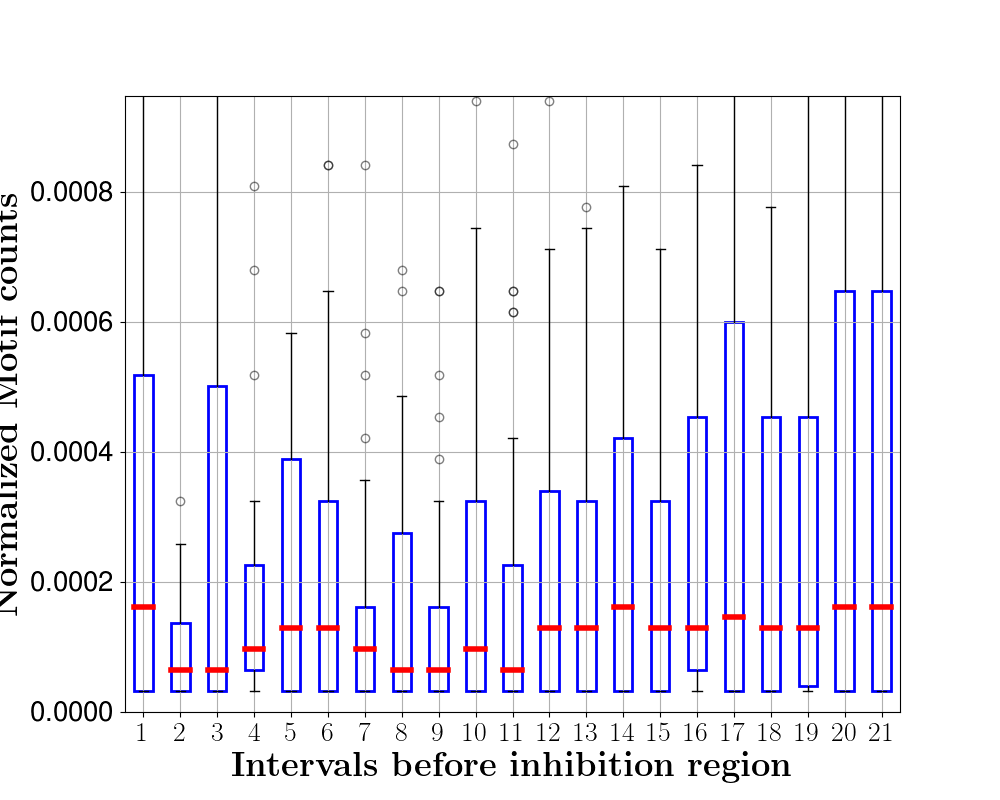 Normalized Motif counts
0.0008
0.0006
0.0004
0.0002
0.0000
1 2 3 4 5 6 7 8 9 10 11 12 13 14 15 16 17 18 19 20 21
Intervals before inhibition region